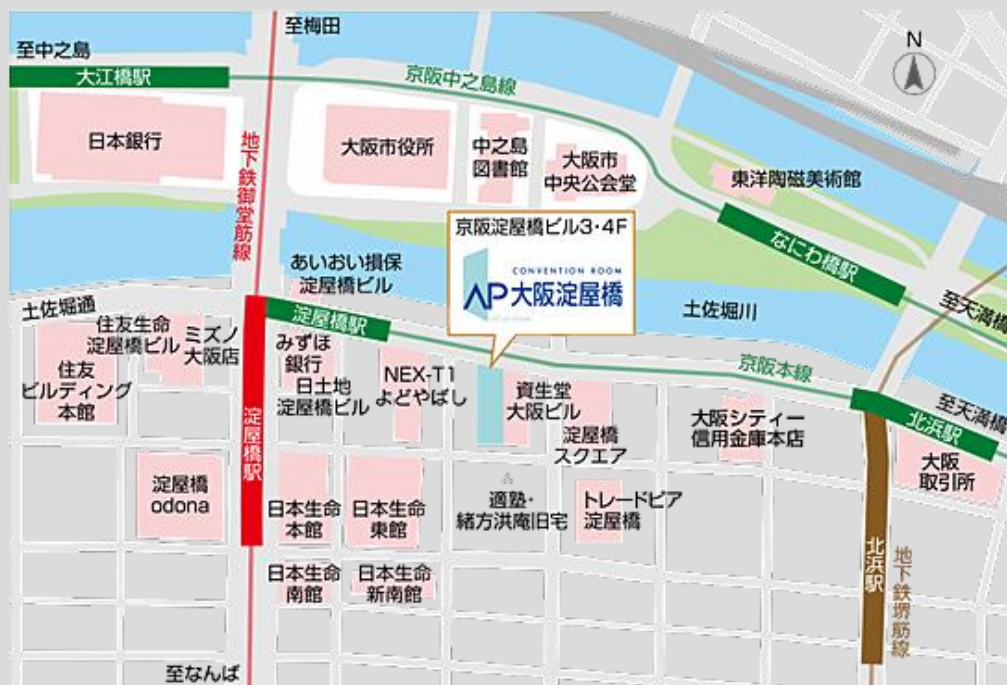 至梅田
N
至中之島
大江橋駅
京阪中之島線
日本銀行
地下鉄御堂筋線
大阪市役所
中之島
図書館
大阪市
中央公会堂
東洋陶磁美術館
京阪淀屋橋ビル3・4F
CONVENTION ROOM
AP大阪淀屋橋
なにわ橋駅
至天満橋
あいおい損保
淀屋橋ビル
土佐堀通
土佐堀川
住友生命
淀屋橋ビル
ミズノ
大阪店
淀屋橋駅
みずほ
銀行
京阪本線
住友
ビルディング
本館
日土地
淀屋橋ビル
NEX-T1
よどやばし
資生堂
大阪ビル
淀屋橋
スクエア
大阪シティー
信用金庫本店
至天満橋
北浜駅
大阪
取引所
淀屋橋駅
淀屋橋
odona
日本生命
本館
日本生命
東館
適塾・
緒方洪庵旧宅
トレードピア
淀屋橋
北浜駅
地下鉄堺筋線
日本生命
南館
日本生命
新南館
至なんば